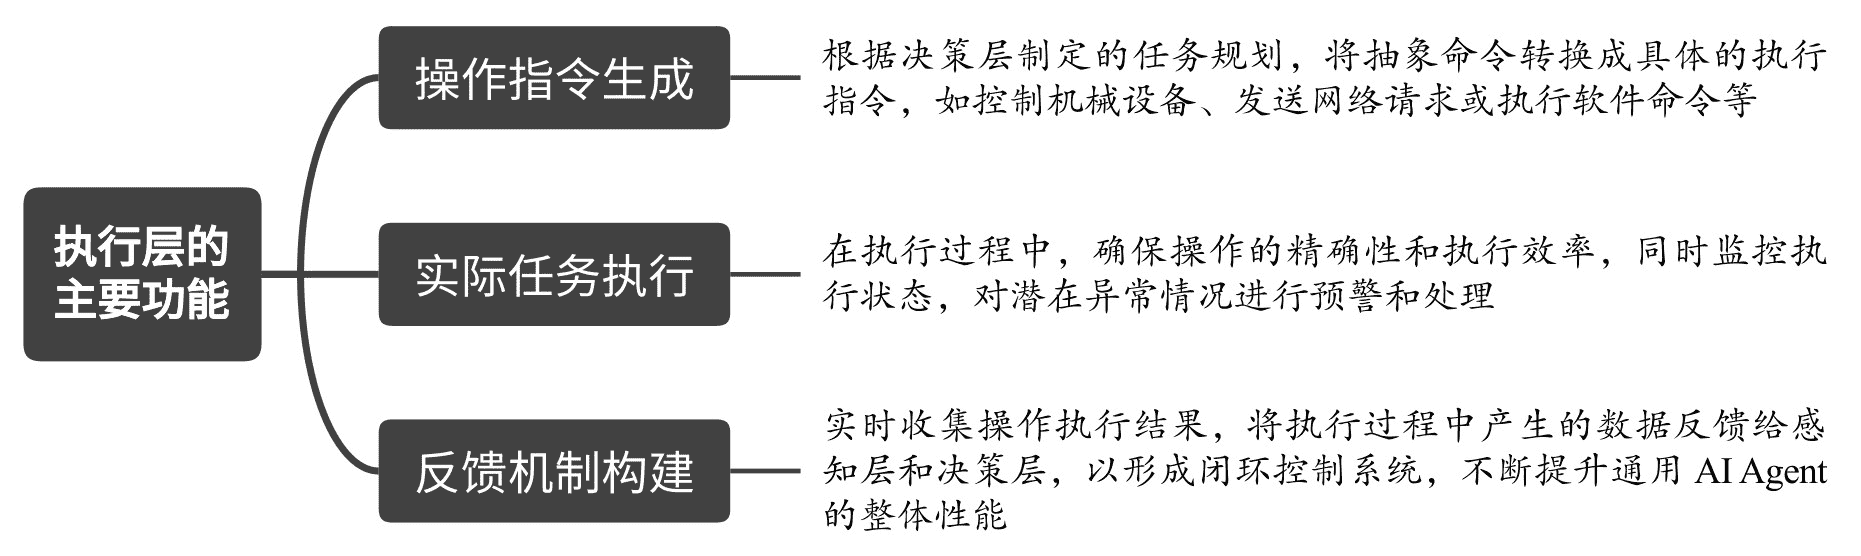 执行层的
主要功能
操作指令生成
根据决策层制定的任务规划，将抽象命令转换成具体的执行
指令，如控制机械设备、发送网络请求或执行软件命令等
实际任务执行
在执行过程中，确保操作的精确性和执行效率，同时监控执
行状态，对潜在异常情况进行预警和处理
反馈机制构建
实时收集操作执行结果，将执行过程中产生的数据反馈给感
知层和决策层，以形成闭环控制系统，不断提升通用 AI Agent
的整体性能